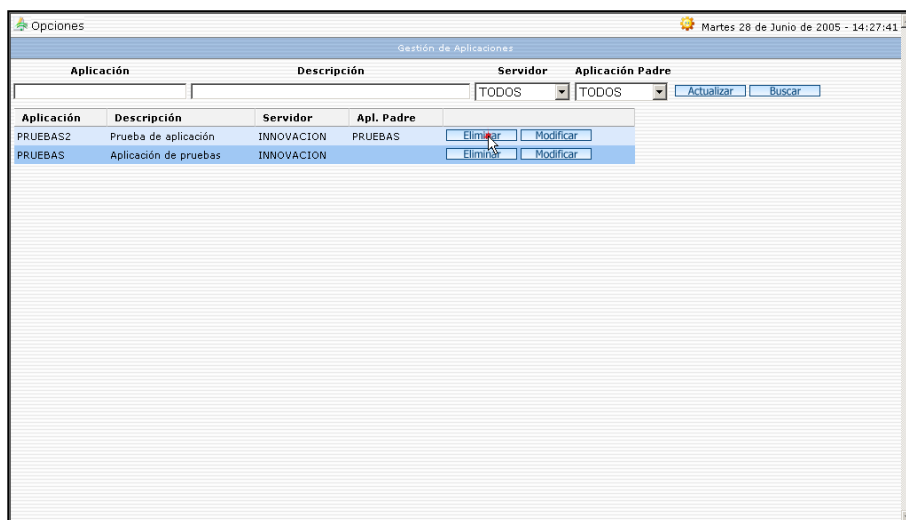 Opciones Martes 28 de Junio de 2005 - 14:27:41
Gestión de Aplicaciones
Aplicación Descripción Servidor Aplicación Padre
TODOS TODOS Actualizar Buscar
Aplicación Descripción Servidor Apl. Padre
PRUEBAS2 Prueba de aplicación INNOVACION PRUEBAS Eliminar Modificar
PRUEBAS Aplicación de pruebas INNOVACION Eliminar Modificar